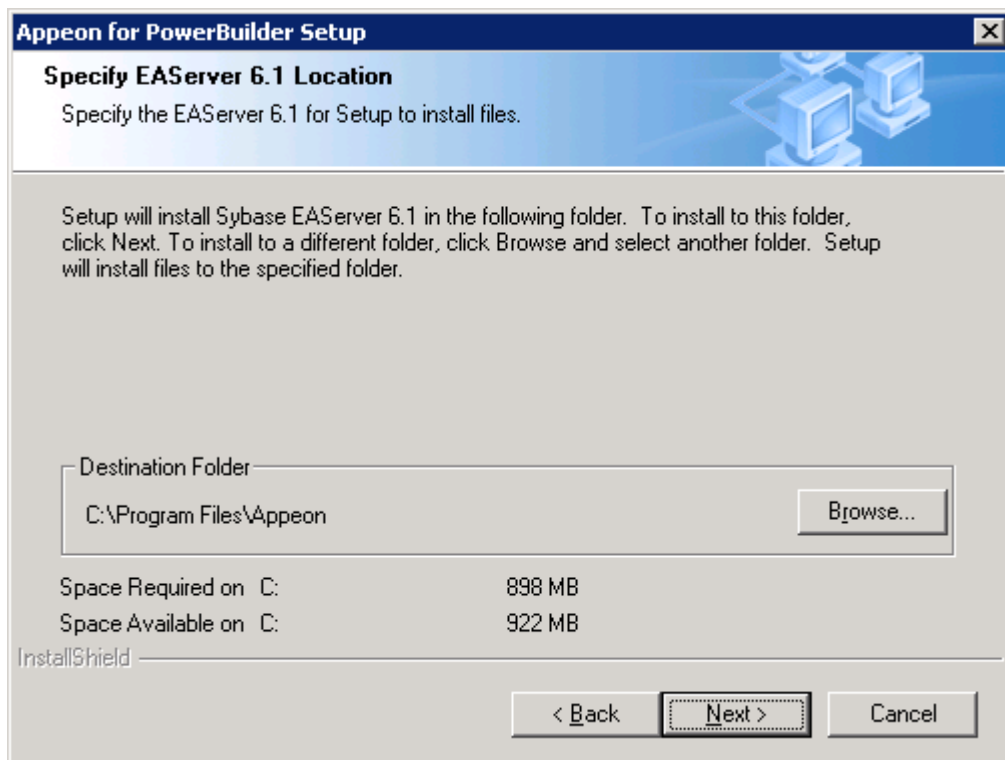 Appeon for PowerBuilder Setup
Specify EAServer 6.1 Location
Specify the EAServer 6.1 for Setup to install files.
Setup will install Sybase EAServer 6.1 in the following folder.  To install to this folder,
click Next. To install to a different folder, click Browse and select another folder.  Setup
will install files to the specified folder.
Destination Folder
C:\Program Files\Appeon
Browse...
Space Required on  C: 898 MB
Space Available on  C: 922 MB
InstallShield
< Back Next > Cancel